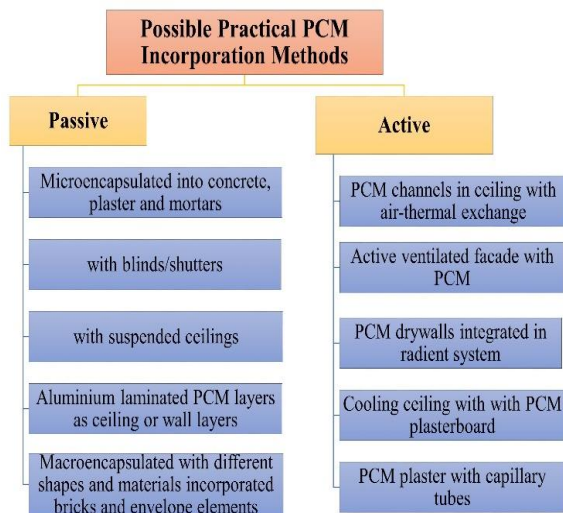 Possible Practical PCM
Incorporation Methods
Passive
Microencapsulated into concrete,
plaster and mortars
with blinds/shutters
with suspended ceilings
Aluminium laminated PCM layers
as ceiling or wall layers
Macroencapsulated with different
shapes and materials incorporated
bricks and envelope elements
Active
PCM channels in ceiling with
air-thermal exchange
Active ventilated facade with
PCM
PCM drywalls integrated in
radient system
Cooling ceiling with with PCM
plasterboard
PCM plaster with capillary
tubes